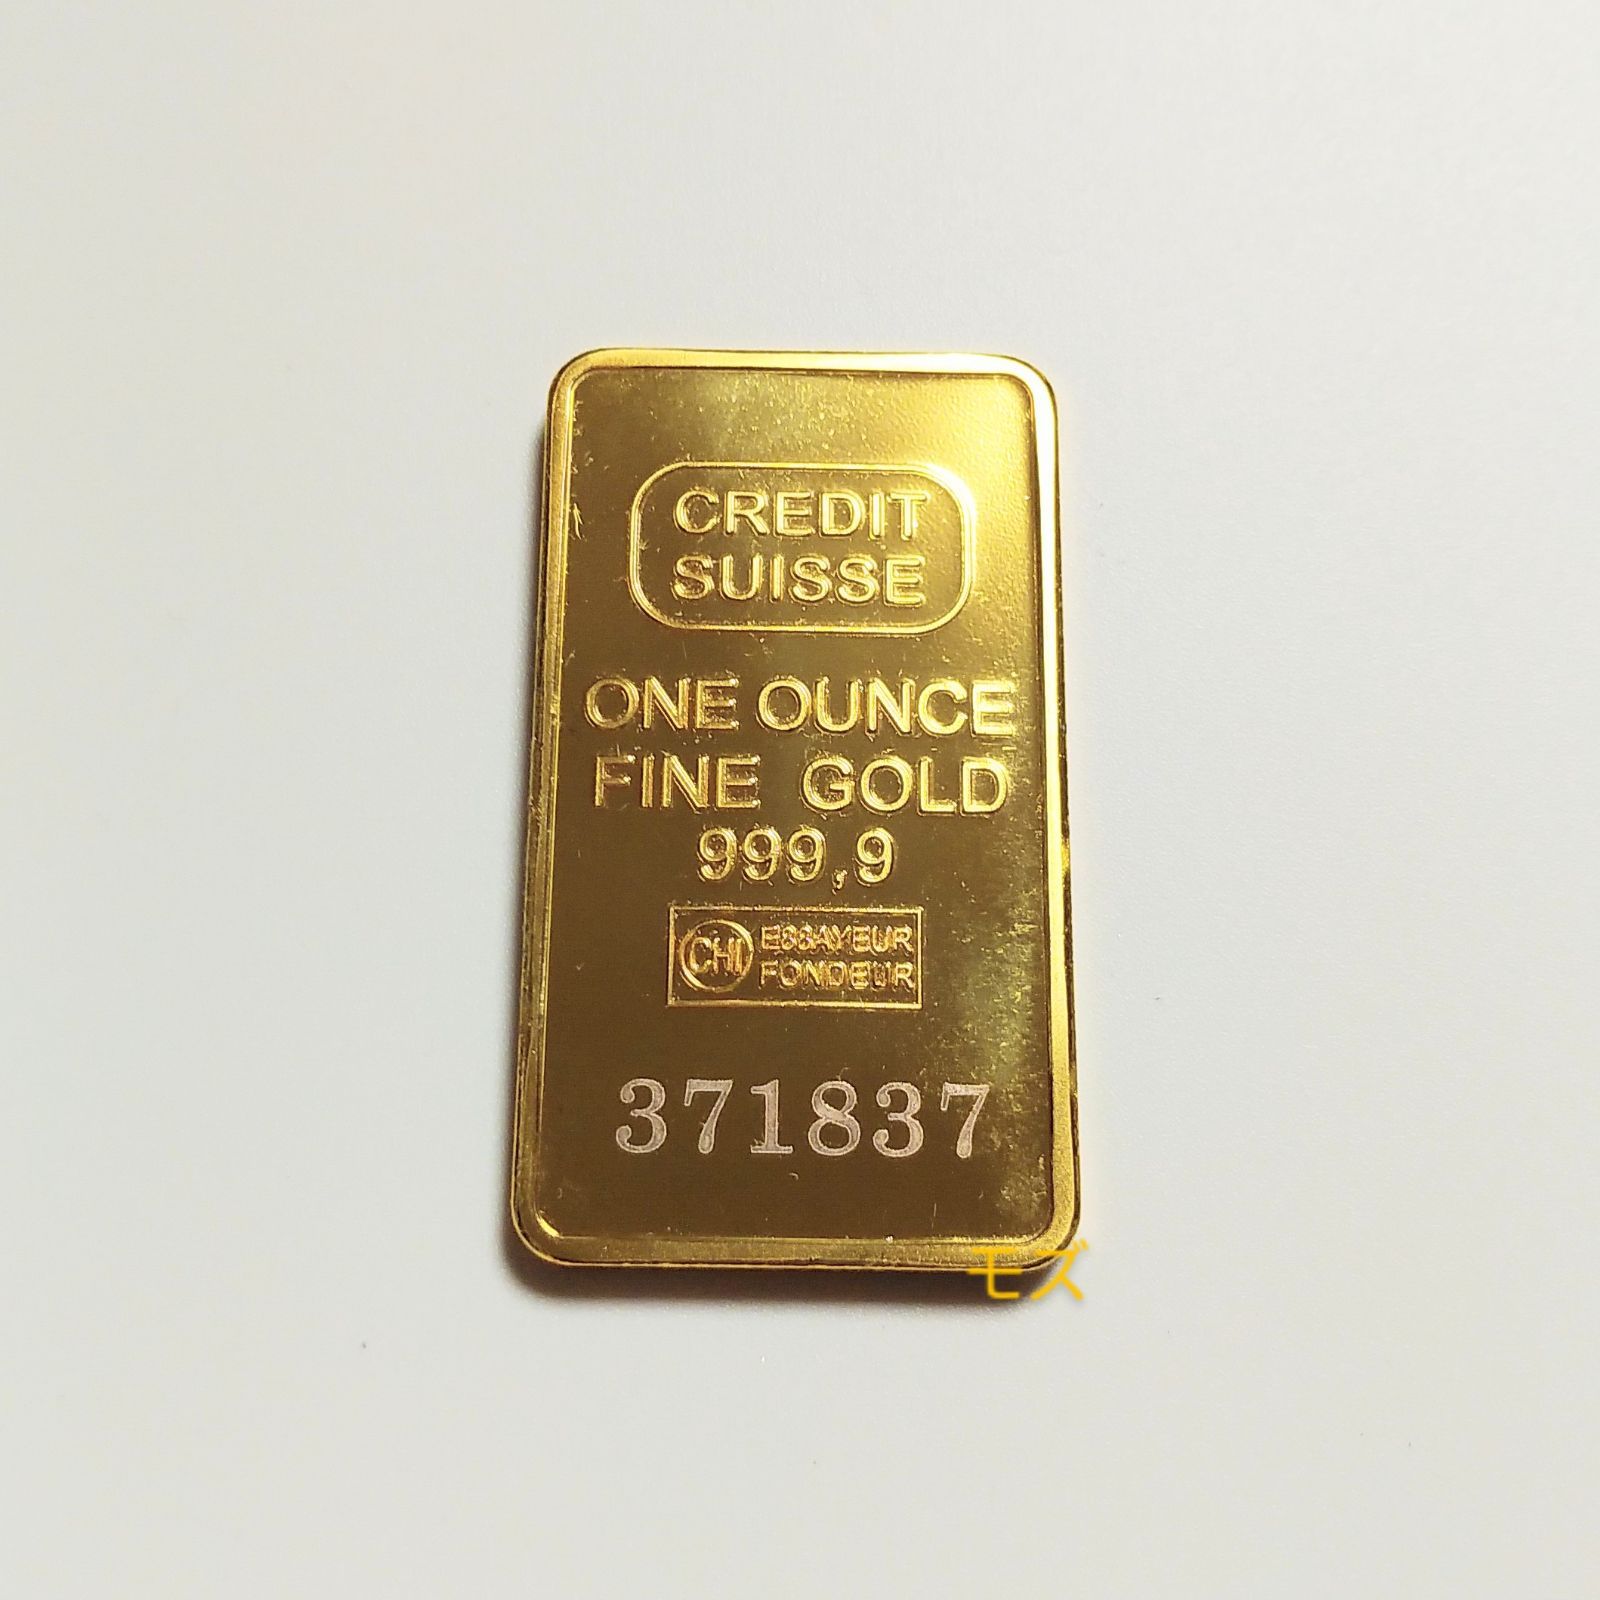 CREDIT
SUISSE
ONE OUNCE
FINE GOLD
999,9
CHI ESSAYEUR
FONDEUR
371837
モズ